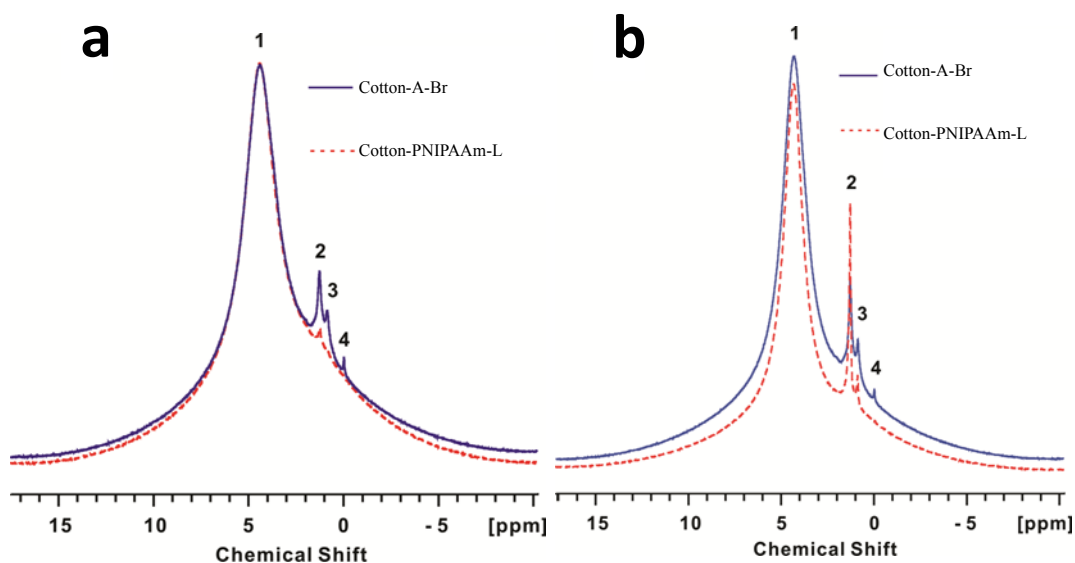 a
1
Cotton-A-Br
Cotton-PNIPAAm-L
2
3
4
15 10 5 0 - 5 [ppm]
Chemical Shift
b
1
Cotton-A-Br
Cotton-PNIPAAm-L
2
3
4
15 10 5 0 - 5 [ppm]
Chemical Shift